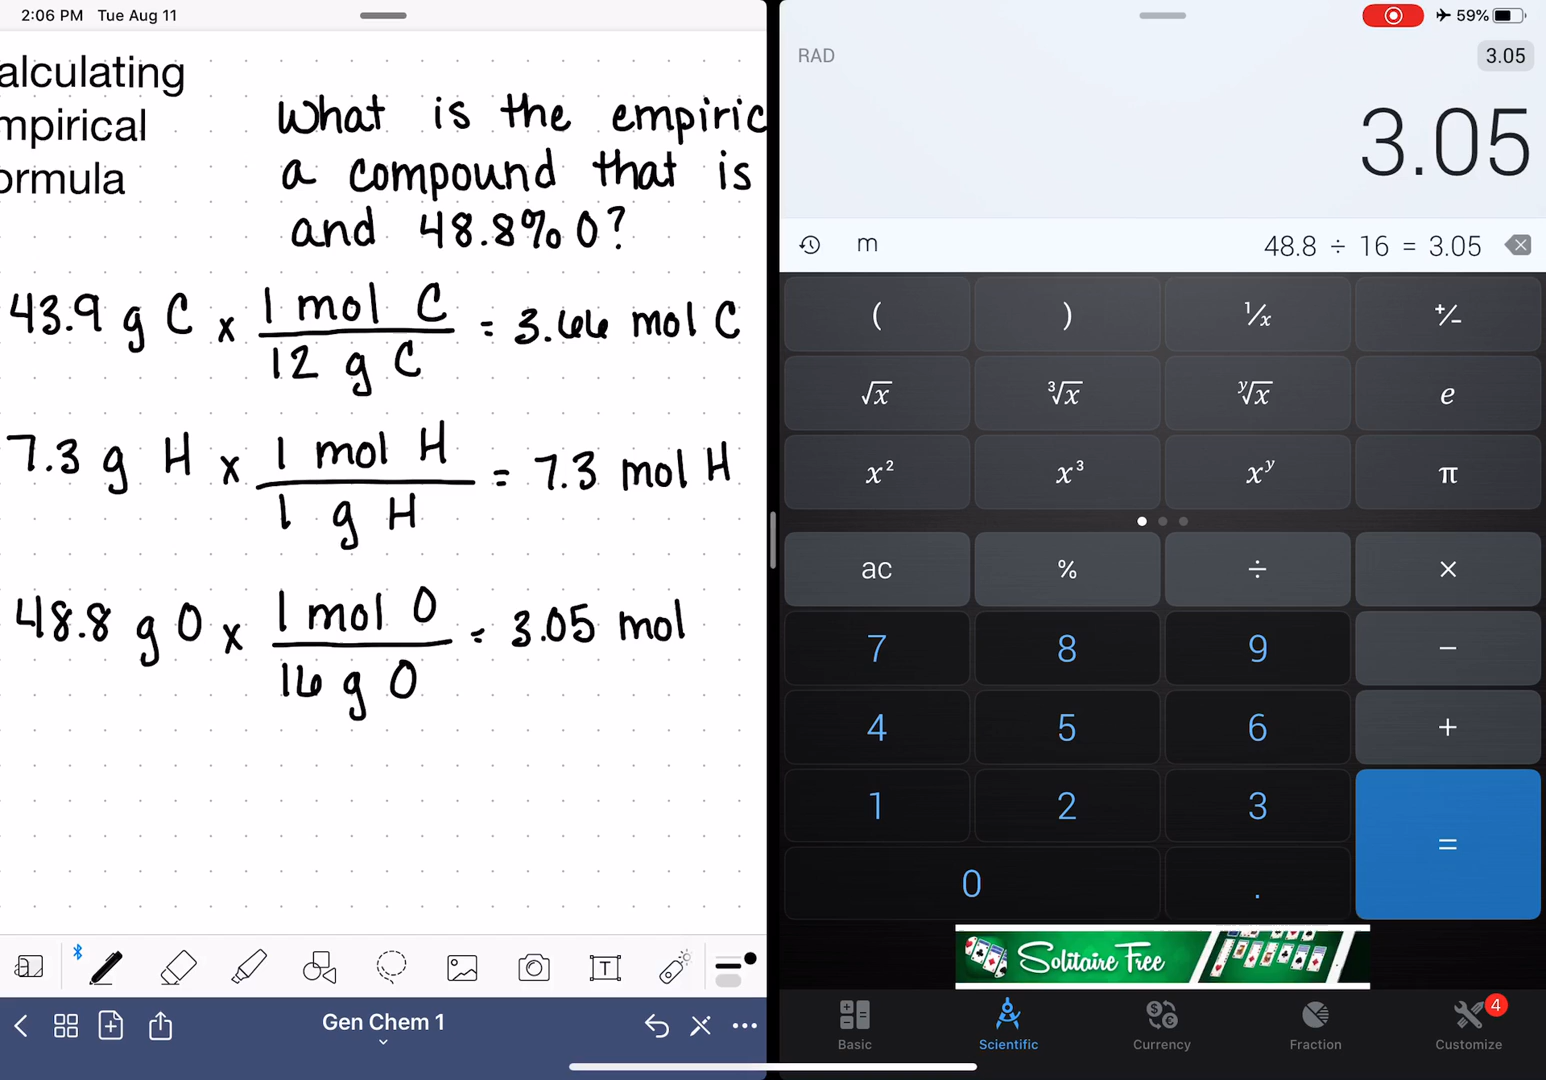 2:06 PM Tue Aug 11
59%
alculating
mpirical
ormula
What is the empiric
a compound that is
and 48.8% O?
43.9 g C x 1 mol C / 12 g C = 3.66 mol C
7.3 g H x 1 mol H / 1 g H = 7.3 mol H
48.8 g O x 1 mol O / 16 g O = 3.05 mol
T
Gen Chem 1
RAD
3.05
3.05
m
48.8 ÷ 16 = 3.05
( ) 1/x +/−
√x ³√x ʸ√x e
x² x³ xʸ π
ac % ÷ ×
7 8 9 −
4 5 6 +
1 2 3 =
0 .
Solitaire Free
Basic Scientific Currency Fraction Customize
4